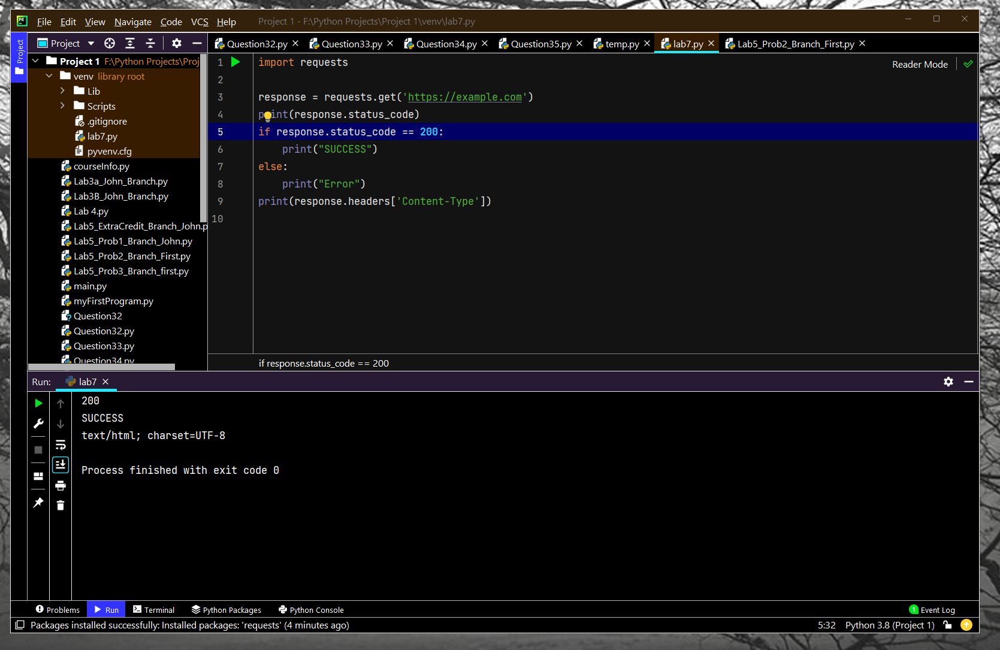 PE File Edit View Navigate Code VCS Help Project 1 - F:\Python Projects\Project 1\venv\lab7.py
Project
Project
Question32.py Question33.py Question34.py Question35.py temp.py lab7.py Lab5_Prob2_Branch_First.py
Project 1 F:\Python Projects\Proj
venv library root
Lib
Scripts
.gitignore
lab7.py
pyvenv.cfg
courseInfo.py
Lab3a_John_Branch.py
Lab3B_John_Branch.py
Lab 4.py
Lab5_ExtraCredit_Branch_John.p
Lab5_Prob1_Branch_John.py
Lab5_Prob2_Branch_First.py
Lab5_Prob3_Branch_first.py
main.py
myFirstProgram.py
Question32
Question32.py
Question33.py
Question34.py
Reader Mode
1 import requests
2
3 response = requests.get('https://example.com')
4 print(response.status_code)
5 if response.status_code == 200:
6     print("SUCCESS")
7 else:
8     print("Error")
9 print(response.headers['Content-Type'])
10
if response.status_code == 200
Run: lab7
200
SUCCESS
text/html; charset=UTF-8
Process finished with exit code 0
Problems Run Terminal Python Packages Python Console 1 Event Log
Packages installed successfully: Installed packages: 'requests' (4 minutes ago) 5:32 Python 3.8 (Project 1)